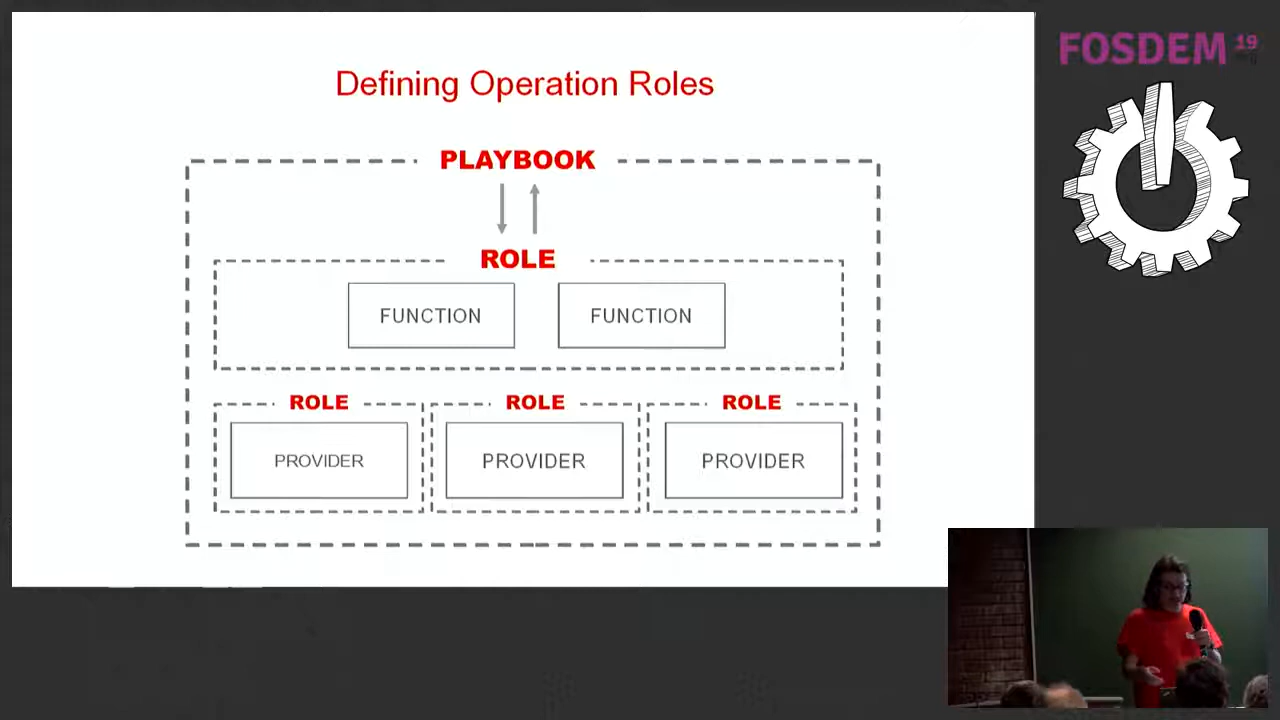 FOSDEM 19
Defining Operation Roles
PLAYBOOK
ROLE
FUNCTION FUNCTION
ROLE ROLE ROLE
PROVIDER PROVIDER PROVIDER